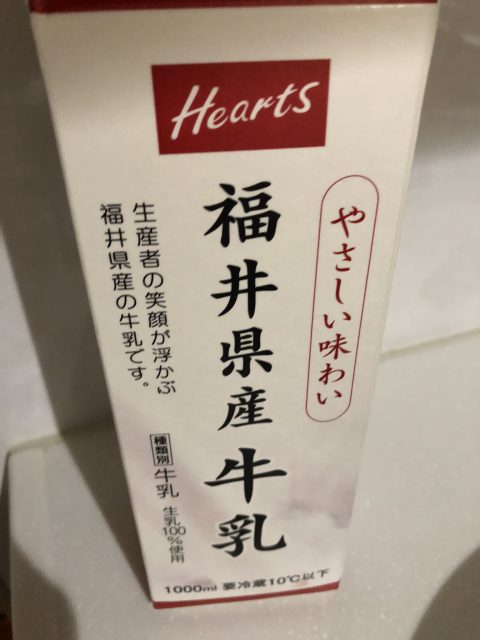 Hearts
やさしい味わい
福井県産牛乳
生産者の笑顔が浮かぶ
福井県産の牛乳です。
種類別 牛乳 生乳100%使用
1000ml 要冷蔵10℃以下